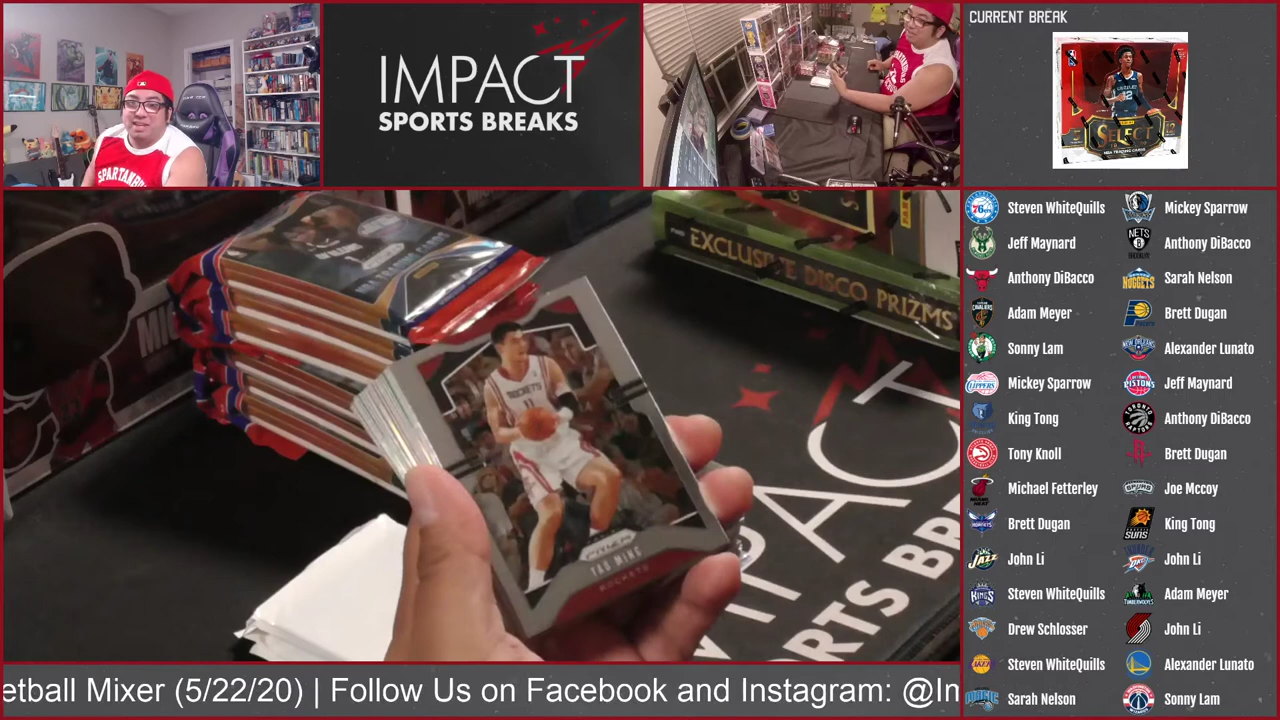 IMPACT
SPORTS BREAKS
CURRENT BREAK
SELECT
SPARTANBU
EXCLUSIVE DISCO PRIZMS
ROCKETS
11
PRIZM
YAO MING
ROCKETS
Steven WhiteQuills
Mickey Sparrow
Jeff Maynard
Anthony DiBacco
Anthony DiBacco
Sarah Nelson
Adam Meyer
Brett Dugan
Sonny Lam
Alexander Lunato
Mickey Sparrow
Jeff Maynard
King Tong
Anthony DiBacco
Tony Knoll
Brett Dugan
Michael Fetterley
Joe Mccoy
Brett Dugan
King Tong
John Li
John Li
Steven WhiteQuills
Adam Meyer
Drew Schlosser
John Li
Steven WhiteQuills
Alexander Lunato
Sarah Nelson
Sonny Lam
etball Mixer (5/22/20) | Follow Us on Facebook and Instagram: @In